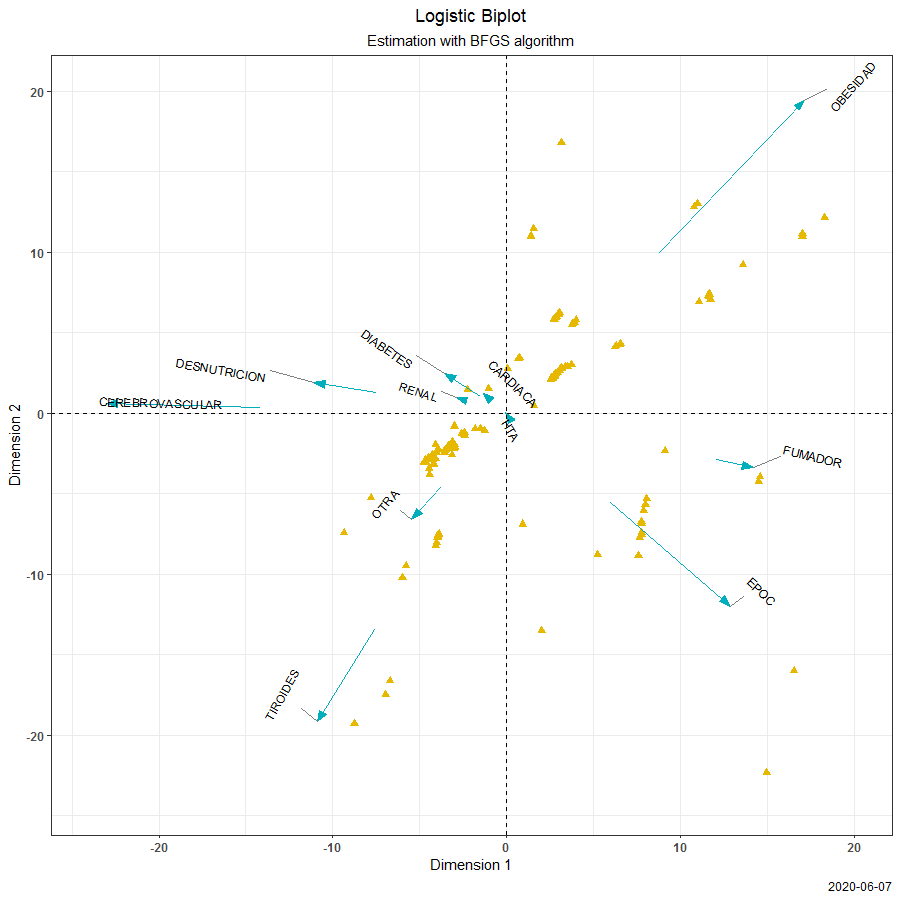 Logistic Biplot
Estimation with BFGS algorithm
20
OBESIDAD
10
DIABETES
DESNUTRICION
CARDIACA
RENAL
CEREBROVASCULAR
0
HTA
FUMADOR
OTRA
-10
EPOC
TIROIDES
-20
Dimension 2
-20 -10 0 10 20
Dimension 1
2020-06-07